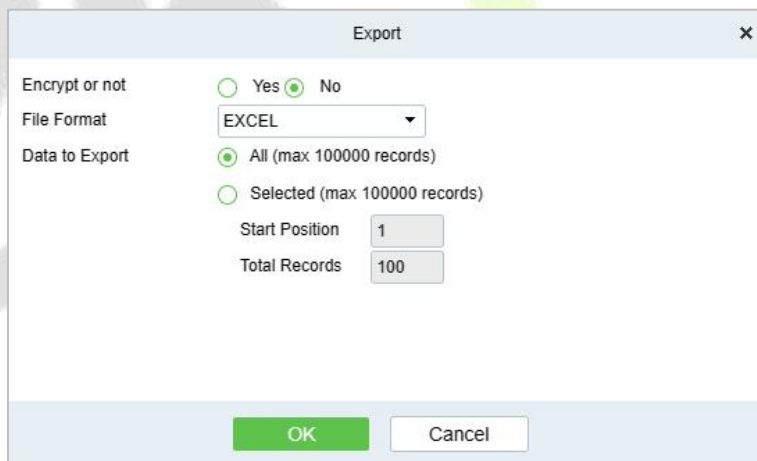 Export
Encrypt or not Yes No
File Format EXCEL
Data to Export All (max 100000 records)
Selected (max 100000 records)
Start Position 1
Total Records 100
OK Cancel